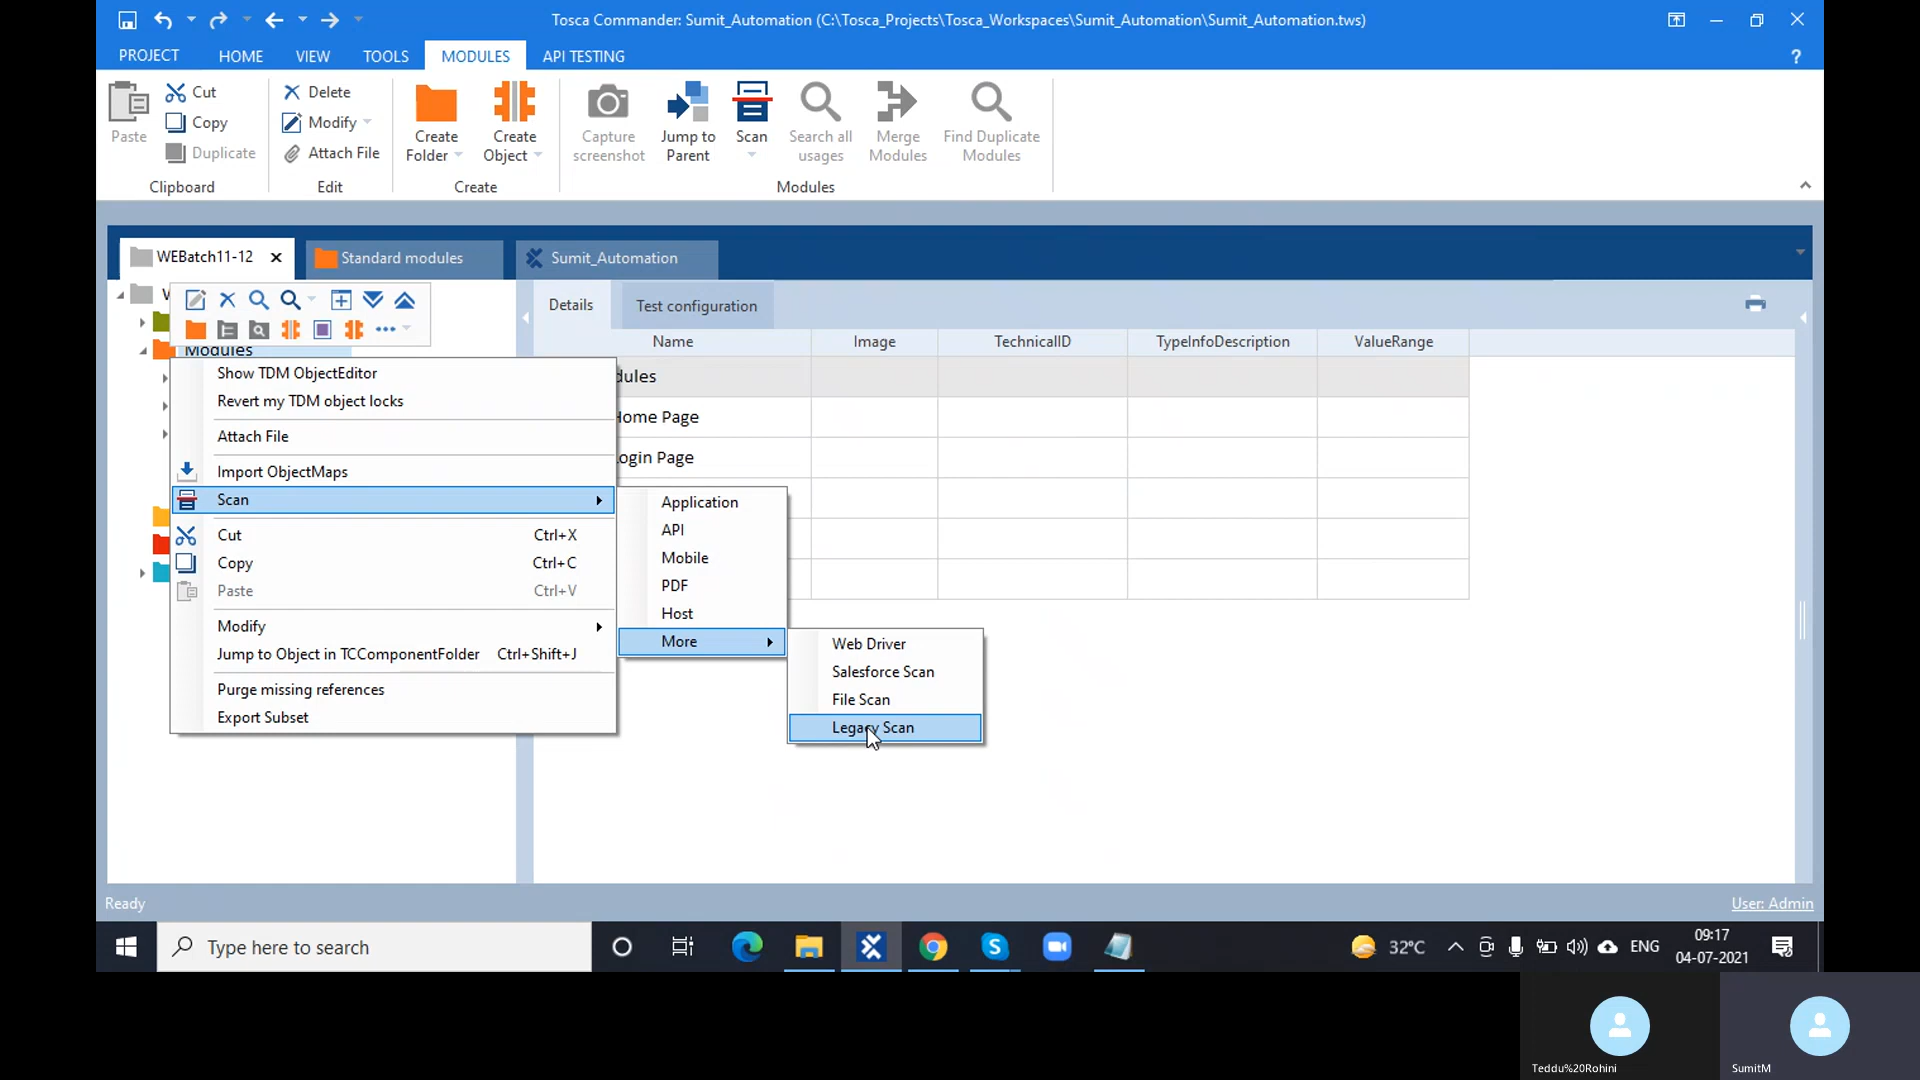 Tosca Commander: Sumit_Automation (C:\Tosca_Projects\Tosca_Workspaces\Sumit_Automation\Sumit_Automation.tws)
PROJECT HOME VIEW TOOLS MODULES API TESTING ?
Paste
Cut
Copy
Duplicate
Clipboard
Delete
Modify
Attach File
Edit
Create Folder
Create Object
Create
Capture screenshot
Jump to Parent
Scan
Search all usages
Merge Modules
Find Duplicate Modules
Modules
WEBatch11-12 Standard modules Sumit_Automation
Details Test configuration
Name Image TechnicalID TypeInfoDescription ValueRange
Modules
dules
Home Page
ogin Page
Show TDM ObjectEditor
Revert my TDM object locks
Attach File
Import ObjectMaps
Scan
Cut Ctrl+X
Copy Ctrl+C
Paste Ctrl+V
Modify
Jump to Object in TCComponentFolder Ctrl+Shift+J
Purge missing references
Export Subset
Application
API
Mobile
PDF
Host
More
Web Driver
Salesforce Scan
File Scan
Legacy Scan
Ready User: Admin
Type here to search
32°C ENG
09:17
04-07-2021
Teddu%20Rohini SumitM